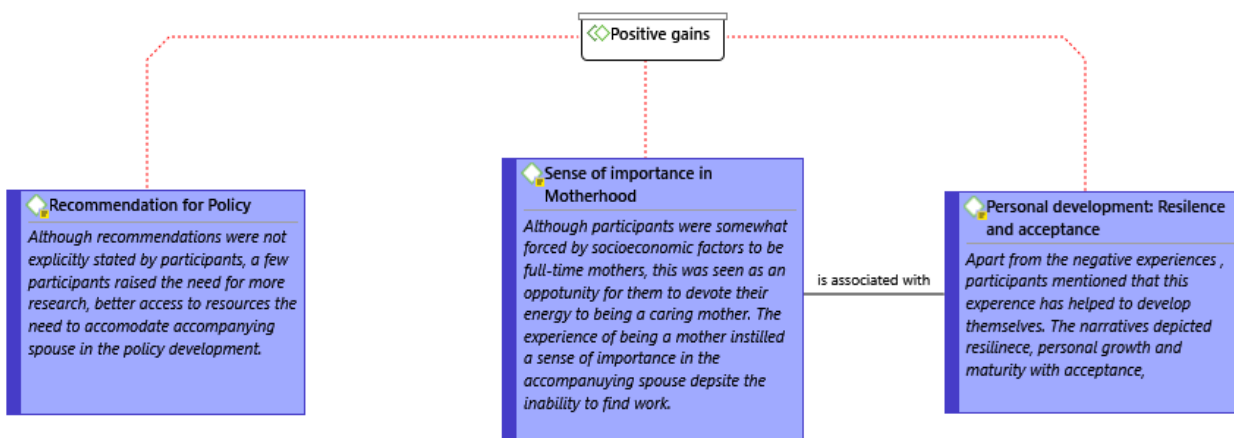 Positive gains
Recommendation for Policy
Although recommendations were not
explicitly stated by participants, a few
participants raised the need for more
research, better access to resources the
need to accomodate accompanying
spouse in the policy development.
Sense of importance in
Motherhood
Although participants were somewhat
forced by socioeconomic factors to be
full-time mothers, this was seen as an
oppotunity for them to devote their
energy to being a caring mother. The
experience of being a mother instilled
a sense of importance in the
accompanuying spouse depsite the
inability to find work.
is associated with
Personal development: Resilence
and acceptance
Apart from the negative experiences ,
participants mentioned that this
experence has helped to develop
themselves. The narratives depicted
resilinece, personal growth and
maturity with acceptance,